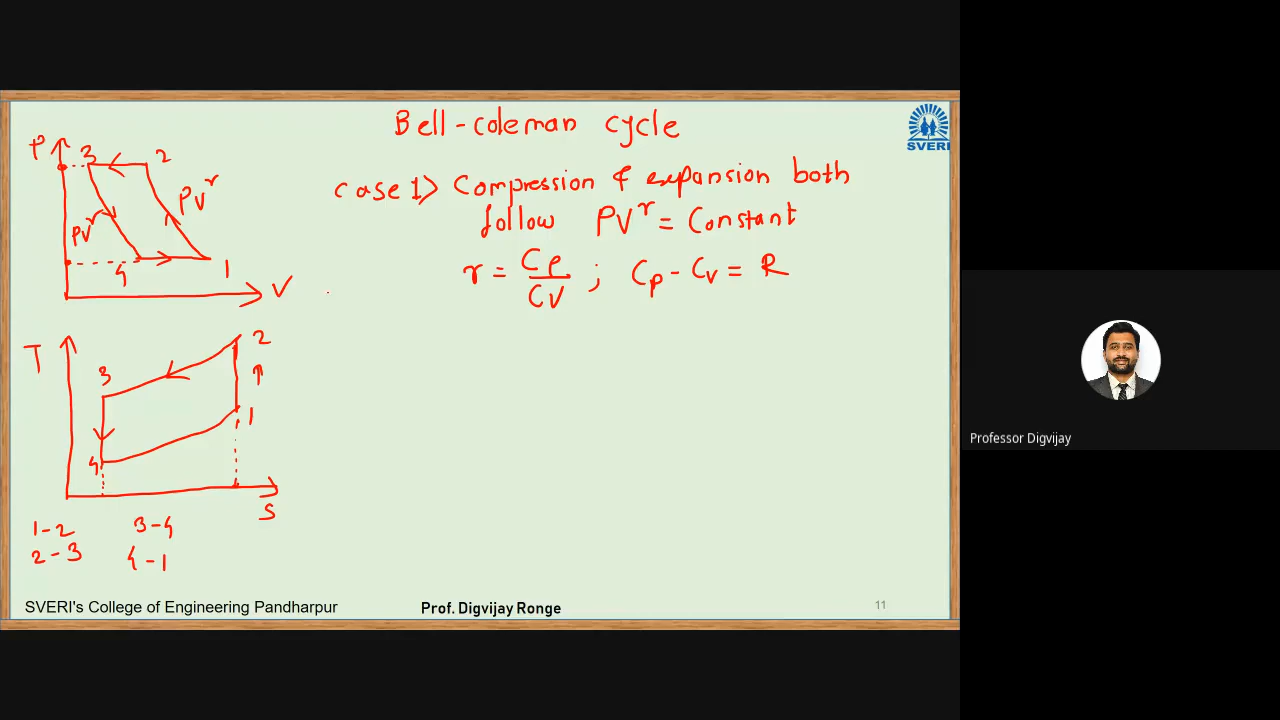 Bell-coleman cycle
SVERI
P
3
2
PV^r
PV^r
4
1
V
case 1> Compression & expansion both
follow PV^r = Constant
r = Cp/Cv ; Cp - Cv = R
T
2
3
1
4
S
1-2 3-4
2-3 4-1
SVERI's College of Engineering Pandharpur Prof. Digvijay Ronge 11
Professor Digvijay